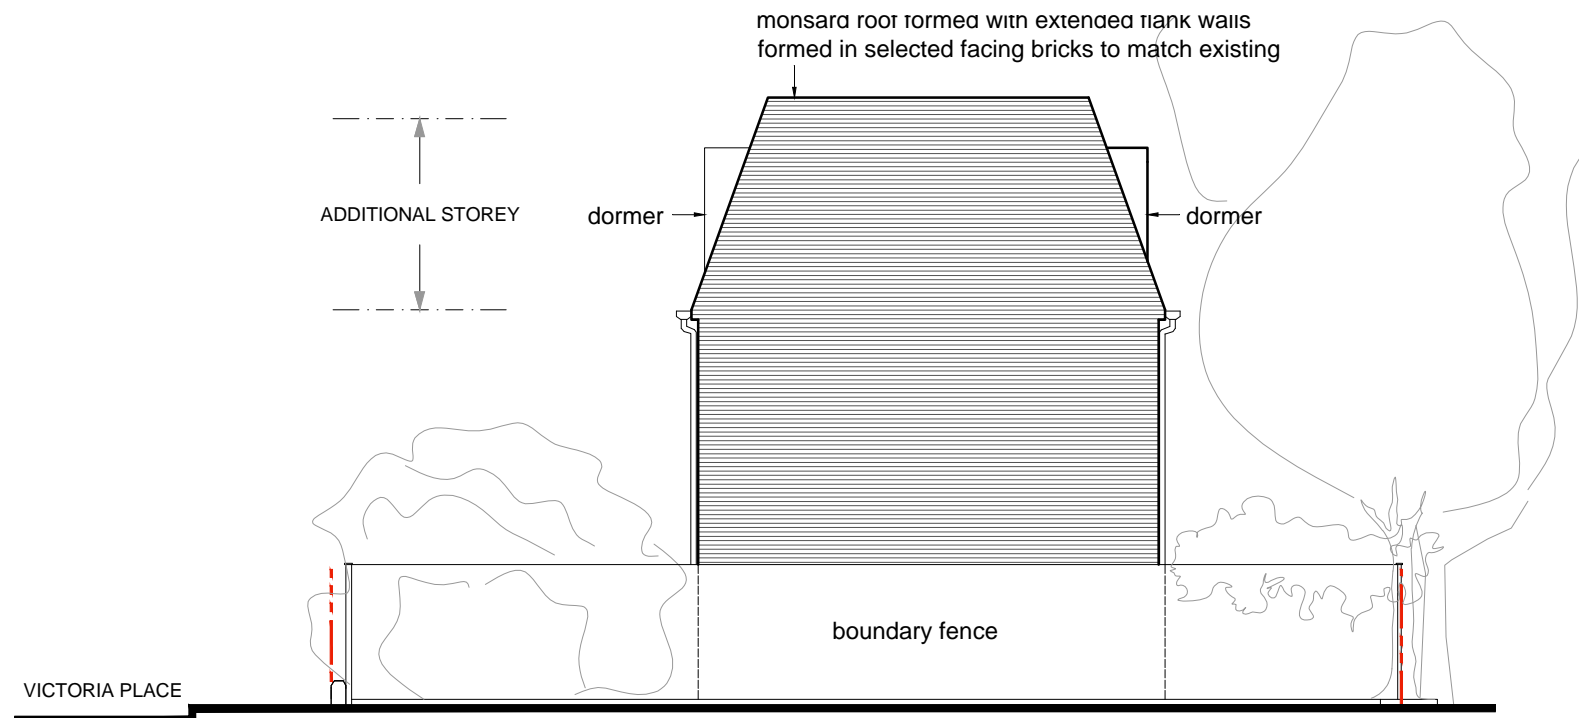 monsard roof formed with extended flank walls
formed in selected facing bricks to match existing
ADDITIONAL STOREY
dormer
dormer
boundary fence
VICTORIA PLACE